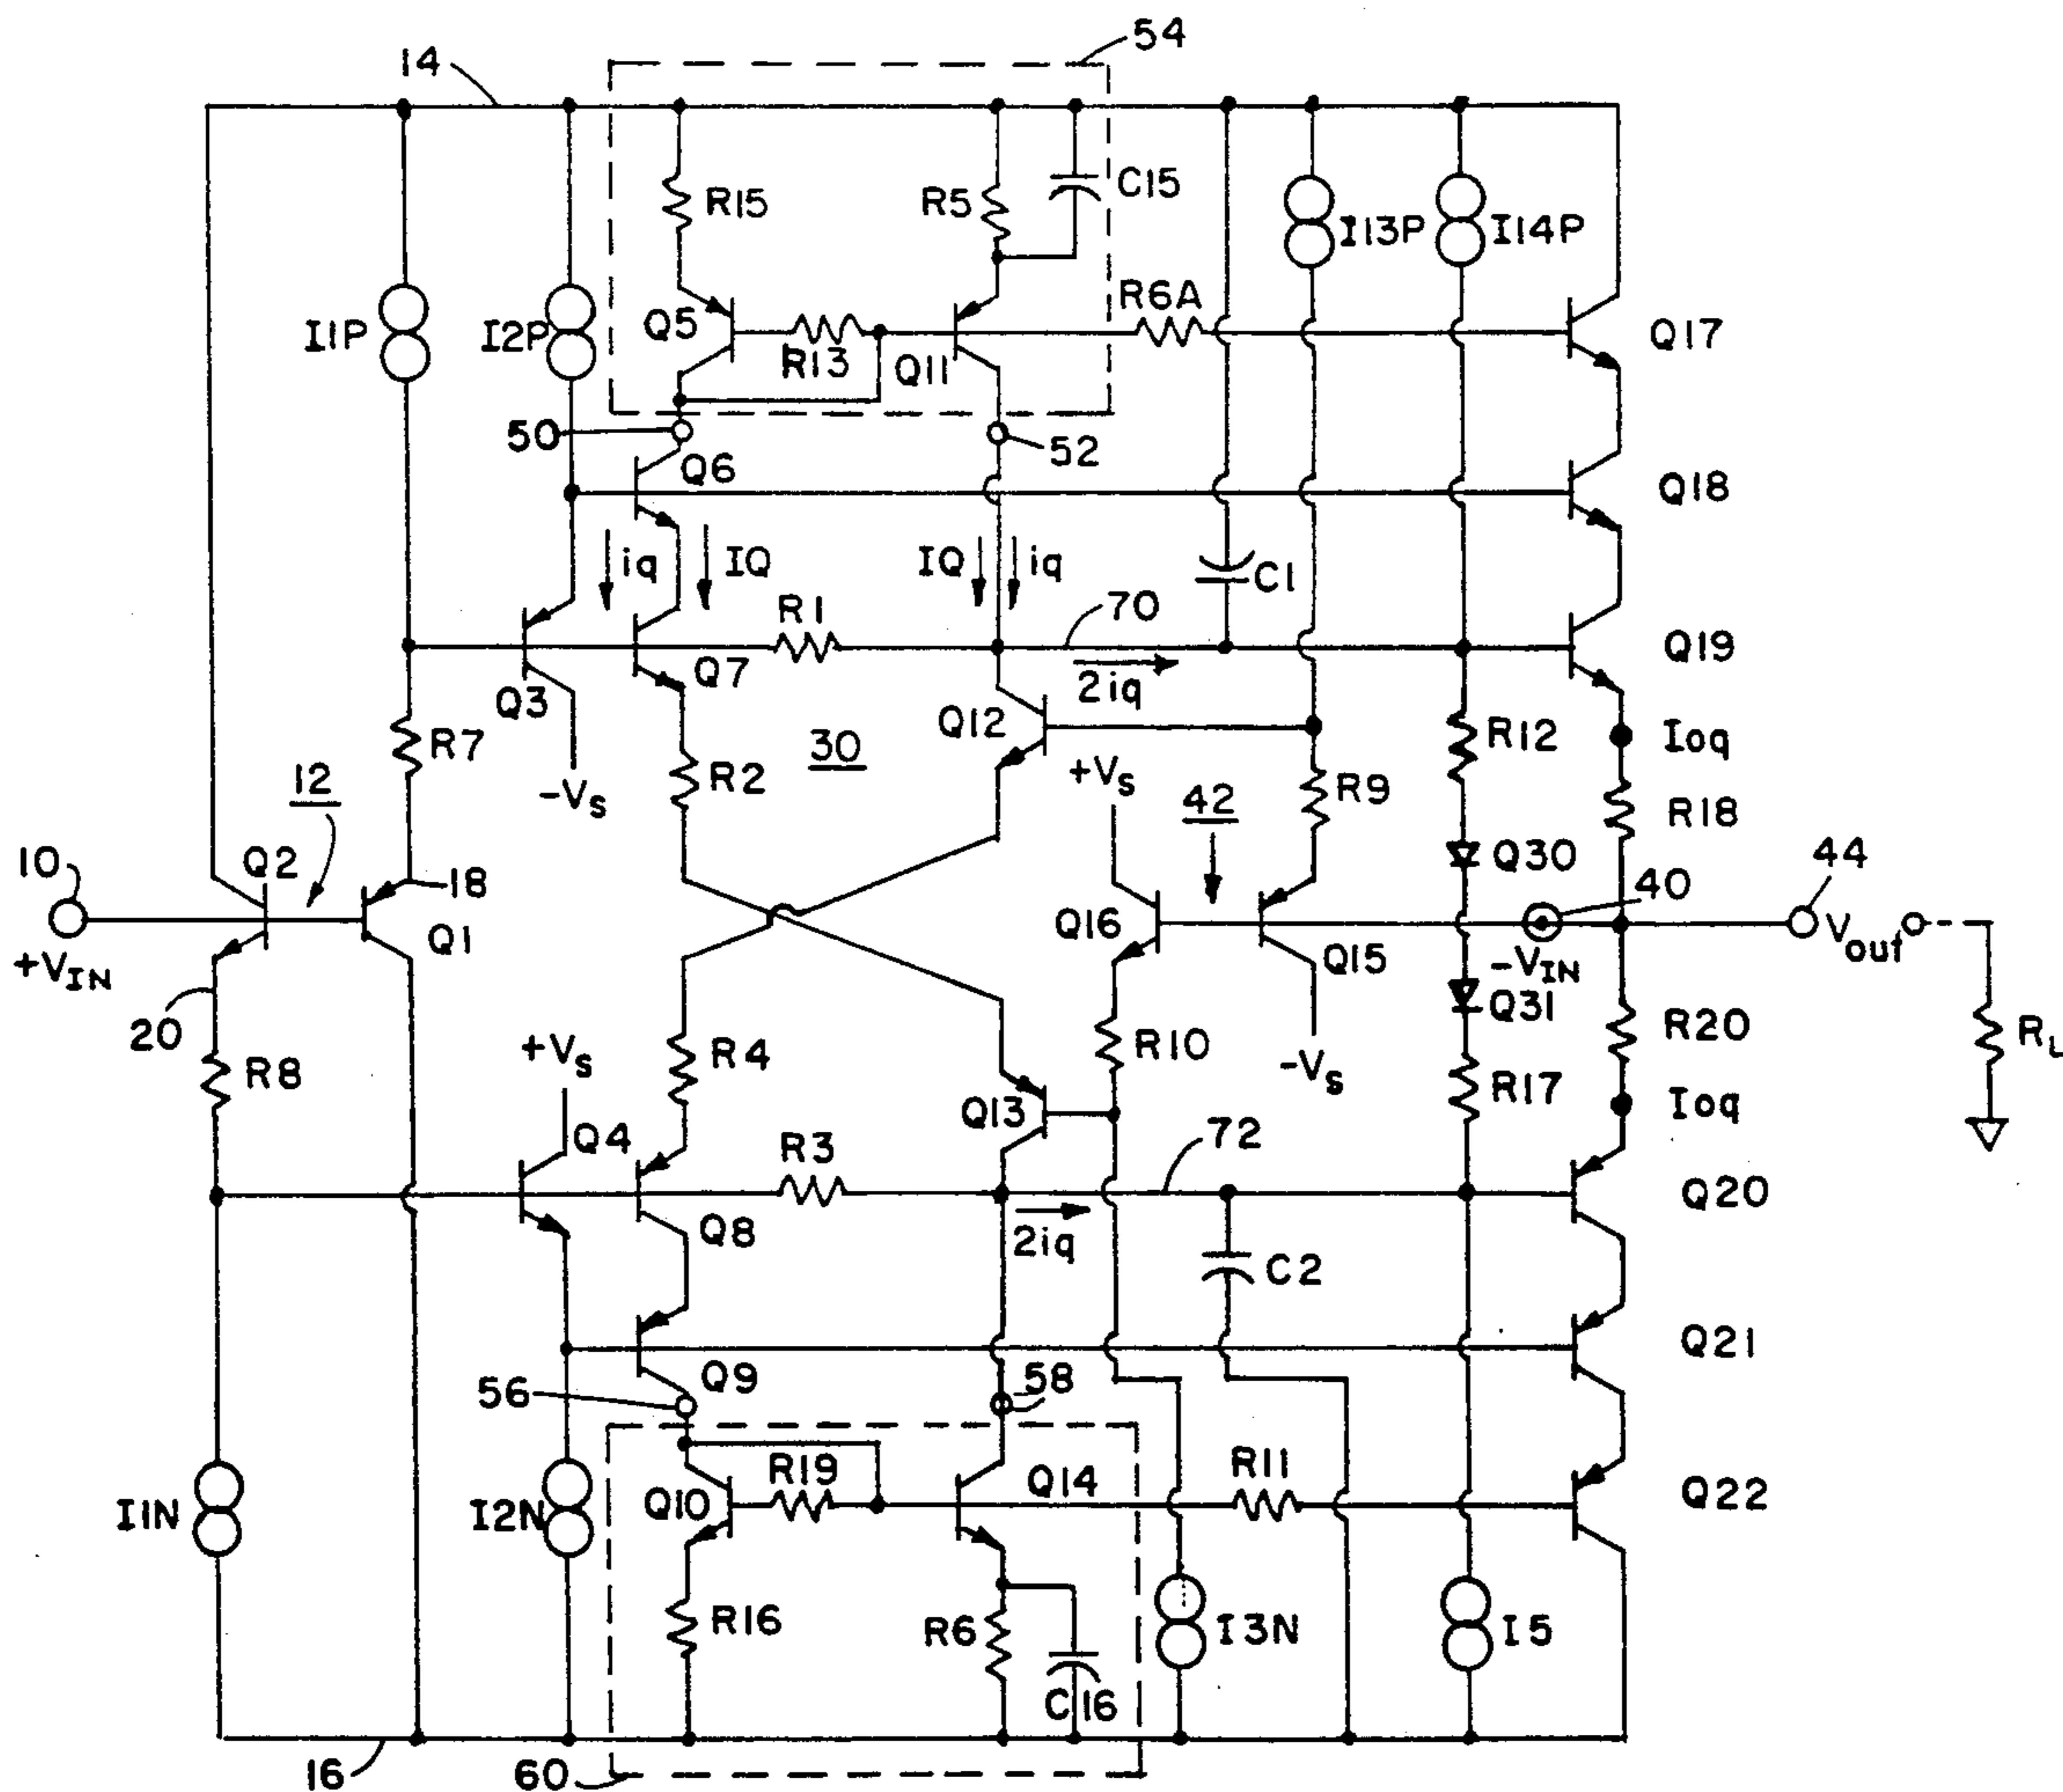 54
14
R15
R5
C15
I13P
I14P
I1P
I2P
Q5
R13
Q11
R6A
Q17
50
Q6
52
Q18
iq
IQ
IQ
iq
C1
R1
70
Q3
Q7
2iq
Q19
Q12
R7
R2
30
+Vs
R12
Ioq
-Vs
42
R9
R18
12
10
Q2
18
Q30
40
44
Q1
Q16
Q15
-VIN
Vout
+VIN
20
Q31
R8
+Vs
R4
R10
-Vs
R17
R20
RL
Q4
R3
Q13
72
Ioq
Q8
2iq
C2
Q20
Q9
Q21
56
58
I1N
I2N
Q10
R19
Q14
R11
Q22
R16
R6
C16
I3N
I5
16
60